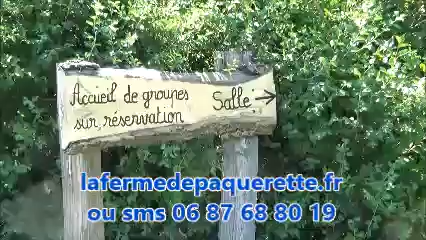 Accueil de groupes Salle →
sur réservation
lafermedepaquerette.fr
ou sms 06 87 68 80 19